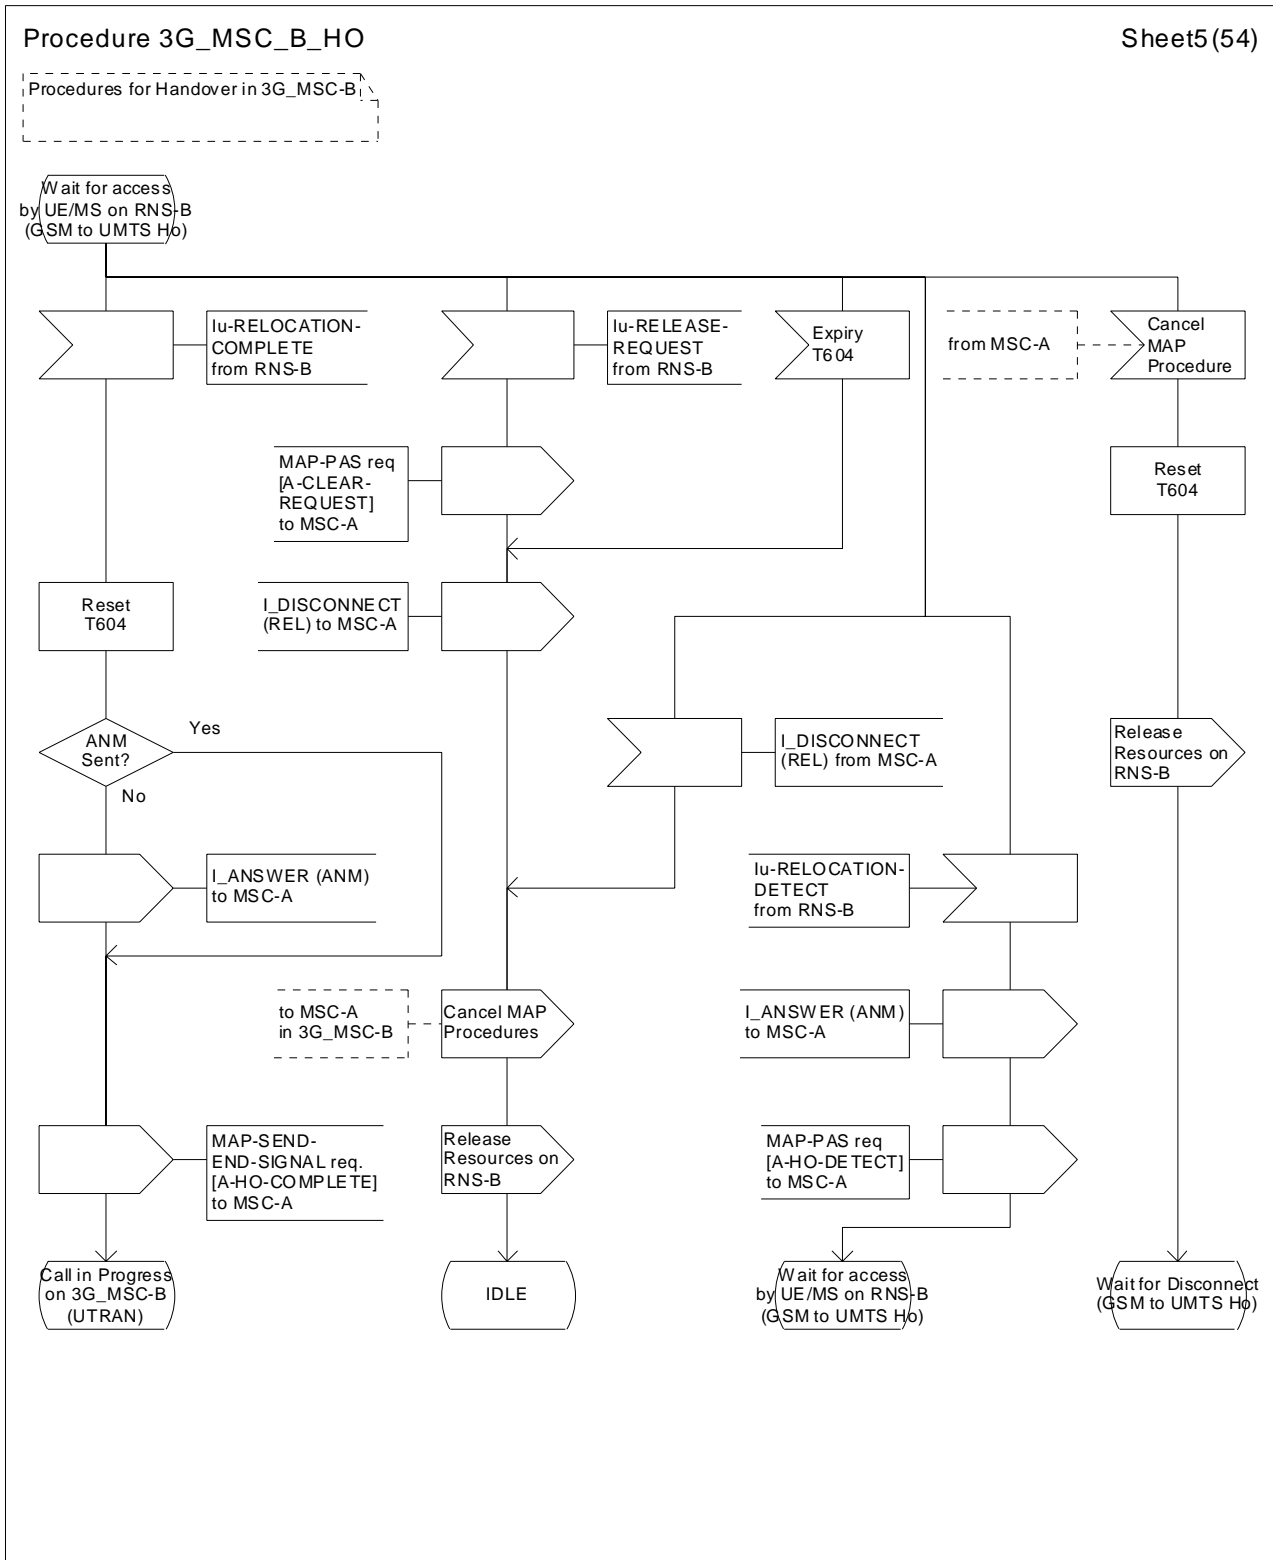 Procedure 3G_MSC_B_HO
Sheet5(54)
Procedures for Handover in 3G_MSC-B
Wait for access
by UE/MS on RNS-B
(GSM to UMTS Ho)
Iu-RELOCATION-
COMPLETE
from RNS-B
Iu-RELEASE-
REQUEST
from RNS-B
Expiry
T604
from MSC-A
Cancel
MAP
Procedure
MAP-PAS req
[A-CLEAR-
REQUEST]
to MSC-A
Reset
T604
Reset
T604
I_DISCONNECT
(REL) to MSC-A
ANM
Sent?
Yes
No
I_DISCONNECT
(REL) from MSC-A
Release
Resources on
RNS-B
I_ANSWER (ANM)
to MSC-A
Iu-RELOCATION-
DETECT
from RNS-B
to MSC-A
in 3G_MSC-B
Cancel MAP
Procedures
I_ANSWER (ANM)
to MSC-A
MAP-SEND-
END-SIGNAL req.
[A-HO-COMPLETE]
to MSC-A
Release
Resources on
RNS-B
MAP-PAS req
[A-HO-DETECT]
to MSC-A
Call in Progress
on 3G_MSC-B
(UTRAN)
IDLE
Wait for access
by UE/MS on RNS-B
(GSM to UMTS Ho)
Wait for Disconnect
(GSM to UMTS Ho)